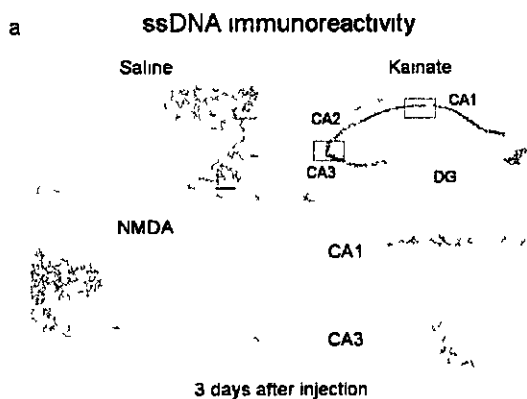 a
ssDNA immunoreactivity
Saline
Kainate
CA2
CA1
CA3
DG
NMDA
CA1
CA3
3 days after injection